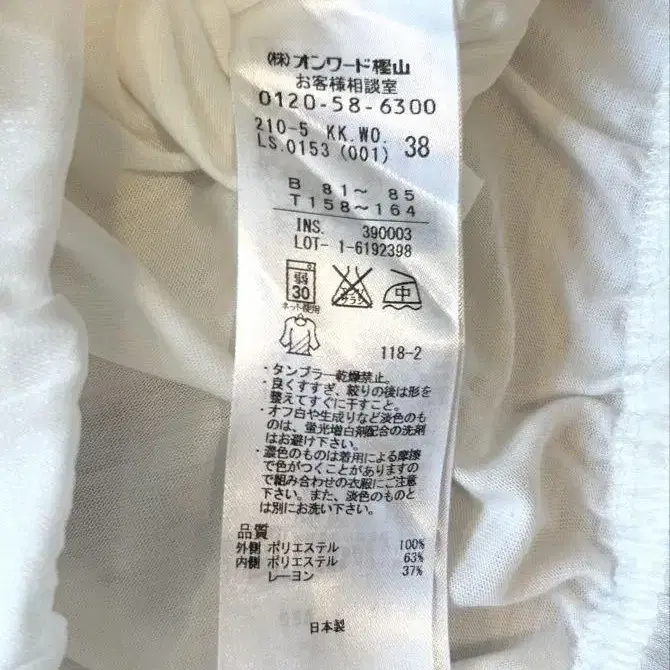 (株)オンワード樫山
お客様相談室
0120-58-6300
210-5 KK.WO. 38
LS.0153 (001)
B 81〜 85
T158〜164
INS. 390003
LOT- 1-6192398
弱
30
ネット使用
エンソ
サラシ
中
118-2
・タンブラー乾燥禁止。
・良くすすぎ、絞りの後は形を
整えてすぐに干すこと。
・オフ白や生成りなど淡色のも
のは、蛍光増白剤配合の洗剤
はお避け下さい。
・濃色のものは着用による摩擦
で色がつくことがありますの
で組み合わせの衣服にご注意
下さい。また、淡色のものと
は別にお洗い下さい。
品質
外側 ポリエステル 100%
内側 ポリエステル 63%
レーヨン 37%
日本製